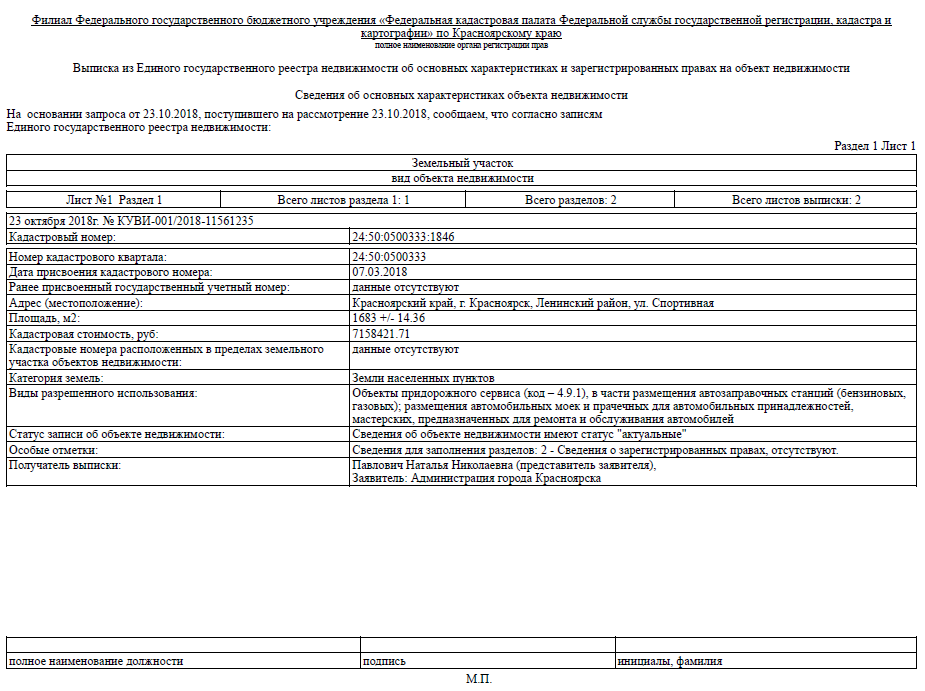 Филиал Федерального государственного бюджетного учреждения «Федеральная кадастровая палата Федеральной службы государственной регистрации, кадастра и
картографии» по Красноярскому краю
полное наименование органа регистрации прав
Выписка из Единого государственного реестра недвижимости об основных характеристиках и зарегистрированных правах на объект недвижимости
Сведения об основных характеристиках объекта недвижимости
На основании запроса от 23.10.2018, поступившего на рассмотрение 23.10.2018, сообщаем, что согласно записям
Единого государственного реестра недвижимости:
Раздел 1 Лист 1
Земельный участок
вид объекта недвижимости
Лист №1 Раздел 1 Всего листов раздела 1: 1 Всего разделов: 2 Всего листов выписки: 2
23 октября 2018г. № КУВИ-001/2018-11561235
Кадастровый номер: 24:50:0500333:1846
Номер кадастрового квартала: 24:50:0500333
Дата присвоения кадастрового номера: 07.03.2018
Ранее присвоенный государственный учетный номер: данные отсутствуют
Адрес (местоположение): Красноярский край, г. Красноярск, Ленинский район, ул. Спортивная
Площадь, м2: 1683 +/- 14.36
Кадастровая стоимость, руб: 7158421.71
Кадастровые номера расположенных в пределах земельного данные отсутствуют
участка объектов недвижимости:
Категория земель: Земли населенных пунктов
Виды разрешенного использования: Объекты придорожного сервиса (код – 4.9.1), в части размещения автозаправочных станций (бензиновых,
газовых); размещения автомобильных моек и прачечных для автомобильных принадлежностей,
мастерских, предназначенных для ремонта и обслуживания автомобилей
Статус записи об объекте недвижимости: Сведения об объекте недвижимости имеют статус "актуальные"
Особые отметки: Сведения для заполнения разделов: 2 - Сведения о зарегистрированных правах, отсутствуют.
Получатель выписки: Павлович Наталья Николаевна (представитель заявителя),
Заявитель: Администрация города Красноярска
полное наименование должности подпись инициалы, фамилия
М.П.